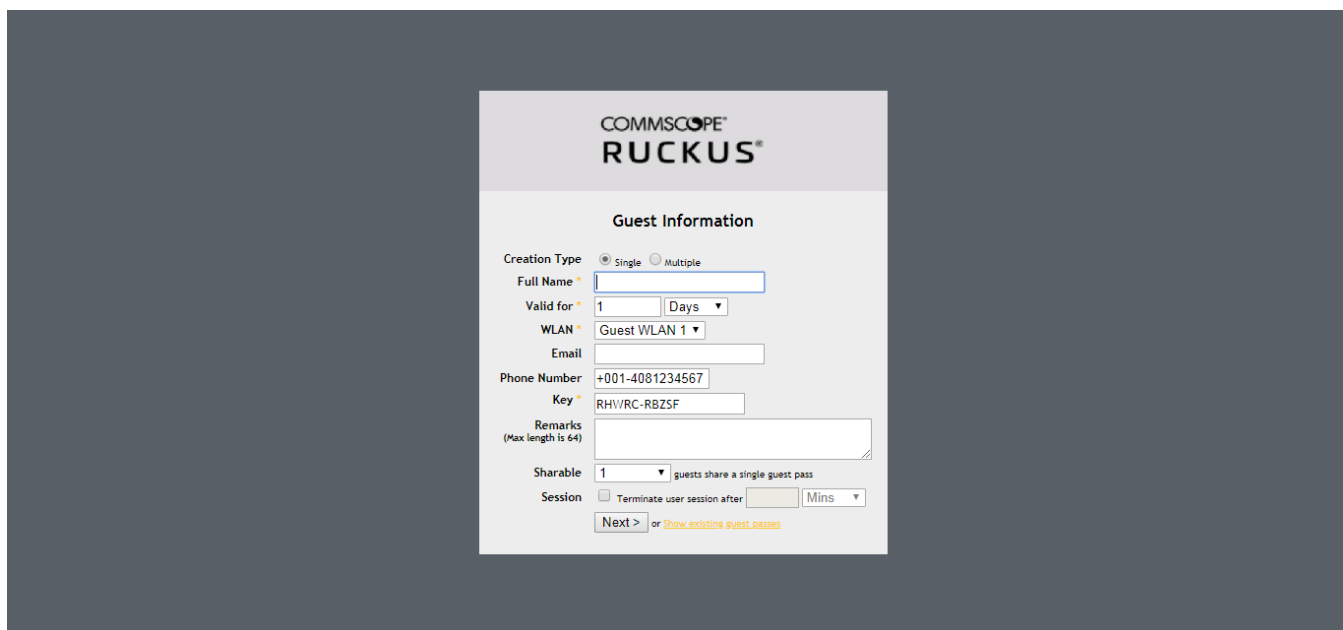 COMMSCOPE®
RUCKUS®
Guest Information
Creation Type Single Multiple
Full Name *
Valid for * 1 Days
WLAN * Guest WLAN 1
Email
Phone Number +001-4081234567
Key * RHWRC-RBZSF
Remarks
(Max length is 64)
Sharable 1 guests share a single guest pass
Session Terminate user session after Mins
Next > or Show existing guest passes